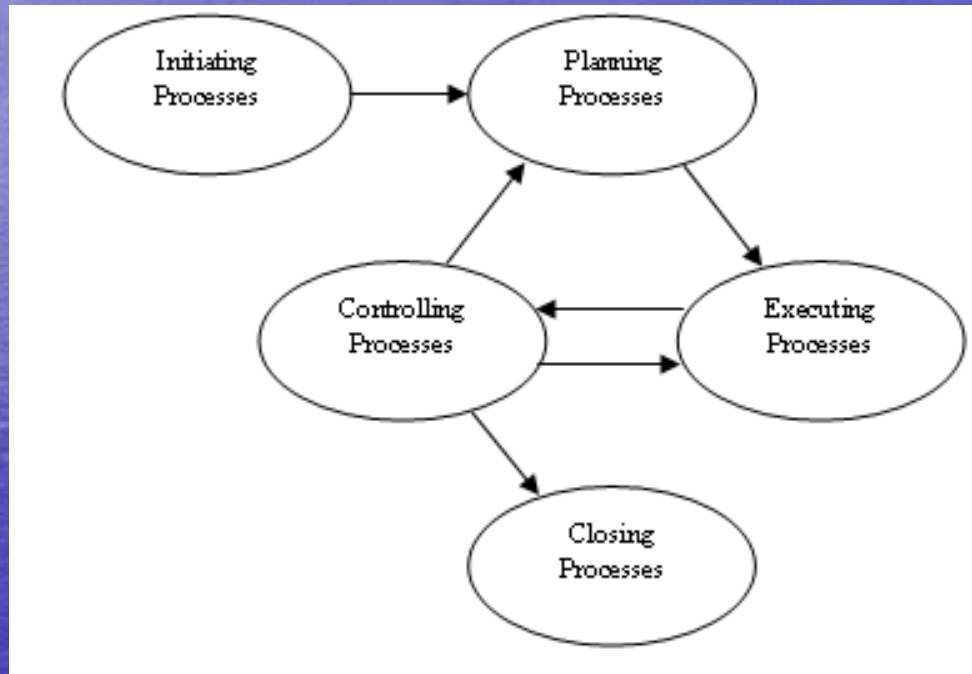 Initiating
Processes
Planning
Processes
Controlling
Processes
Executing
Processes
Closing
Processes